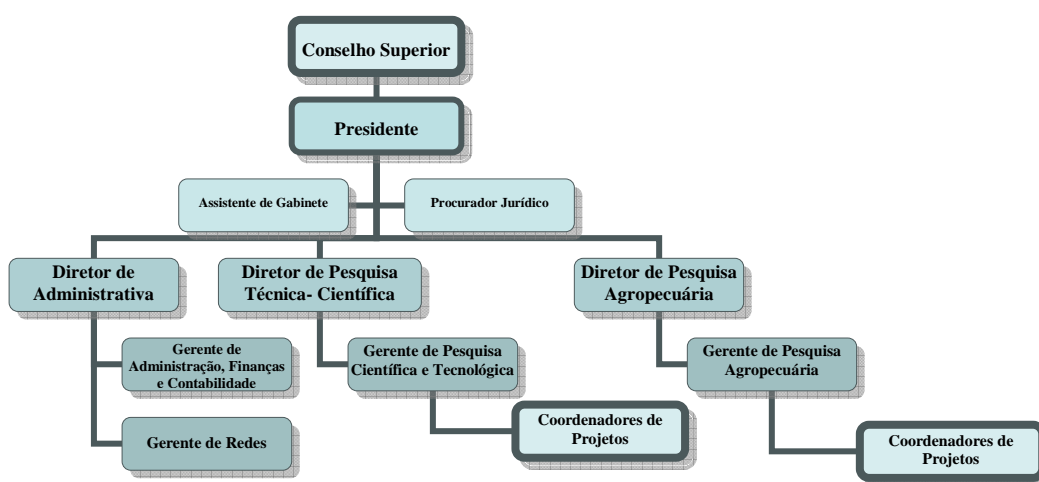 Conselho Superior
Presidente
Assistente de Gabinete
Procurador Jurídico
Diretor de
Administrativa
Diretor de Pesquisa
Técnica- Científica
Diretor de Pesquisa
Agropecuária
Gerente de
Administração, Finanças
e Contabilidade
Gerente de Pesquisa
Científica e Tecnológica
Gerente de Pesquisa
Agropecuária
Gerente de Redes
Coordenadores de
Projetos
Coordenadores de
Projetos